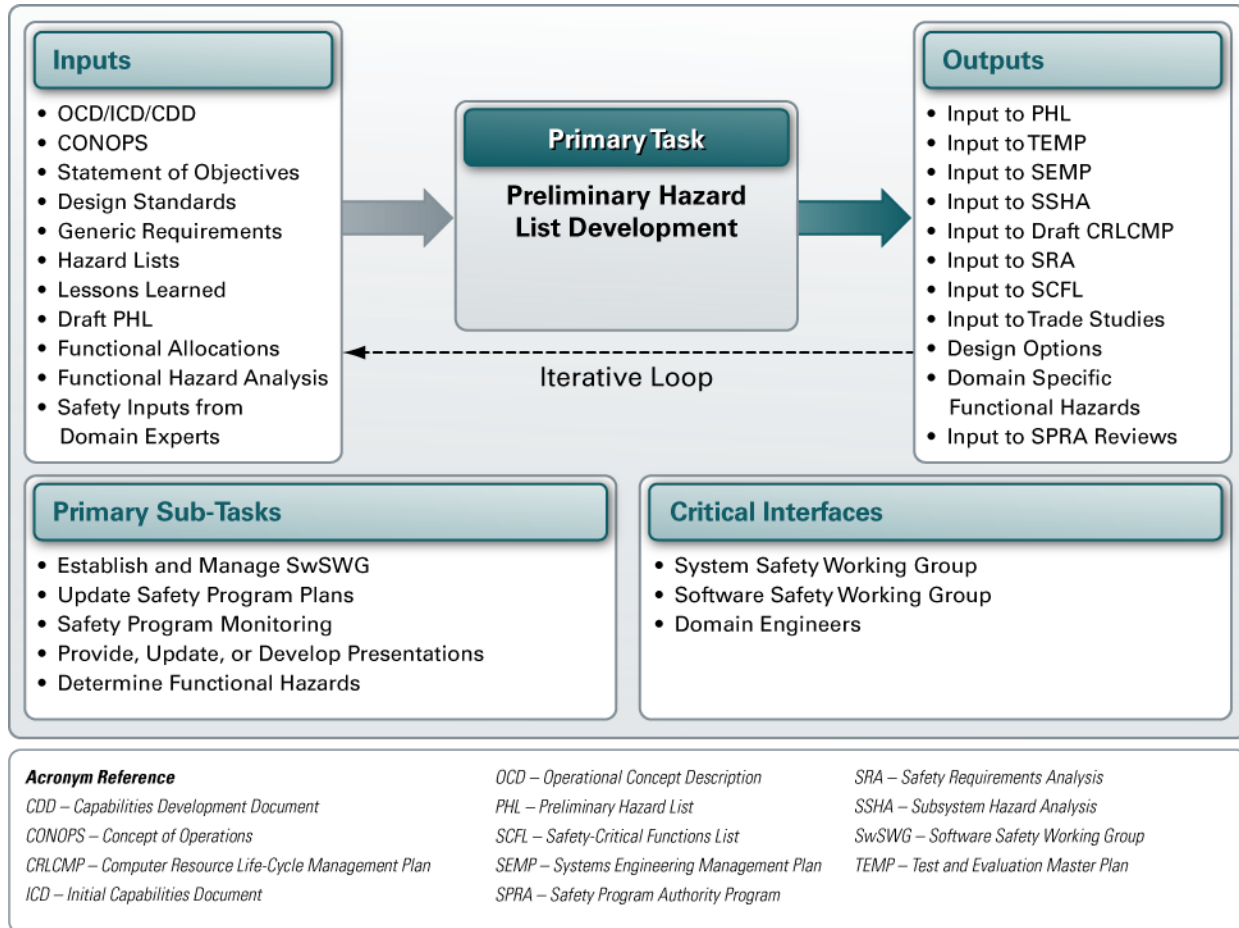 Inputs
• OCD/ICD/CDD
• CONOPS
• Statement of Objectives
• Design Standards
• Generic Requirements
• Hazard Lists
• Lessons Learned
• Draft PHL
• Functional Allocations
• Functional Hazard Analysis
• Safety Inputs from
Domain Experts
Primary Task
Preliminary Hazard
List Development
Iterative Loop
Outputs
• Input to PHL
• Input to TEMP
• Input to SEMP
• Input to SSHA
• Input to Draft CRLCMP
• Input to SRA
• Input to SCFL
• Input to Trade Studies
• Design Options
• Domain Specific
Functional Hazards
• Input to SPRA Reviews
Primary Sub-Tasks
• Establish and Manage SwSWG
• Update Safety Program Plans
• Safety Program Monitoring
• Provide, Update, or Develop Presentations
• Determine Functional Hazards
Critical Interfaces
• System Safety Working Group
• Software Safety Working Group
• Domain Engineers
Acronym Reference
CDD – Capabilities Development Document
CONOPS – Concept of Operations
CRLCMP – Computer Resource Life-Cycle Management Plan
ICD – Initial Capabilities Document
OCD – Operational Concept Description
PHL – Preliminary Hazard List
SCFL – Safety-Critical Functions List
SEMP – Systems Engineering Management Plan
SPRA – Safety Program Authority Program
SRA – Safety Requirements Analysis
SSHA – Subsystem Hazard Analysis
SwSWG – Software Safety Working Group
TEMP – Test and Evaluation Master Plan